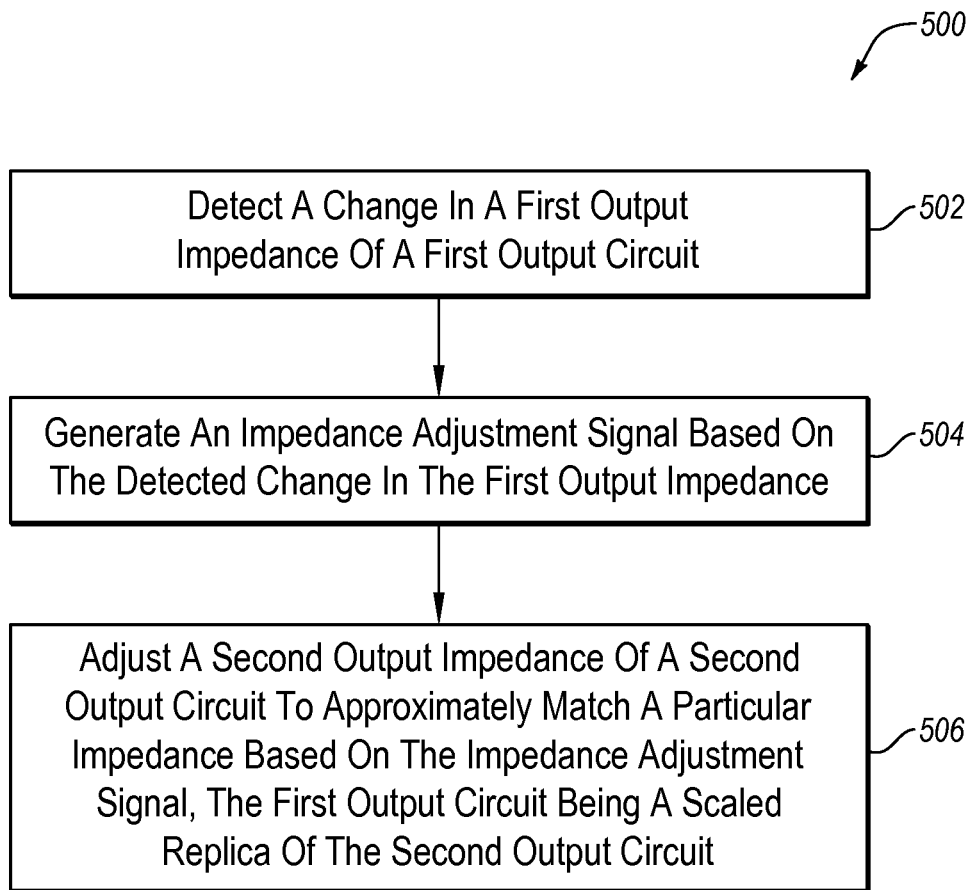 500
Detect A Change In A First Output
Impedance Of A First Output Circuit
502
Generate An Impedance Adjustment Signal Based On
The Detected Change In The First Output Impedance
504
Adjust A Second Output Impedance Of A Second
Output Circuit To Approximately Match A Particular
Impedance Based On The Impedance Adjustment
Signal, The First Output Circuit Being A Scaled
Replica Of The Second Output Circuit
506